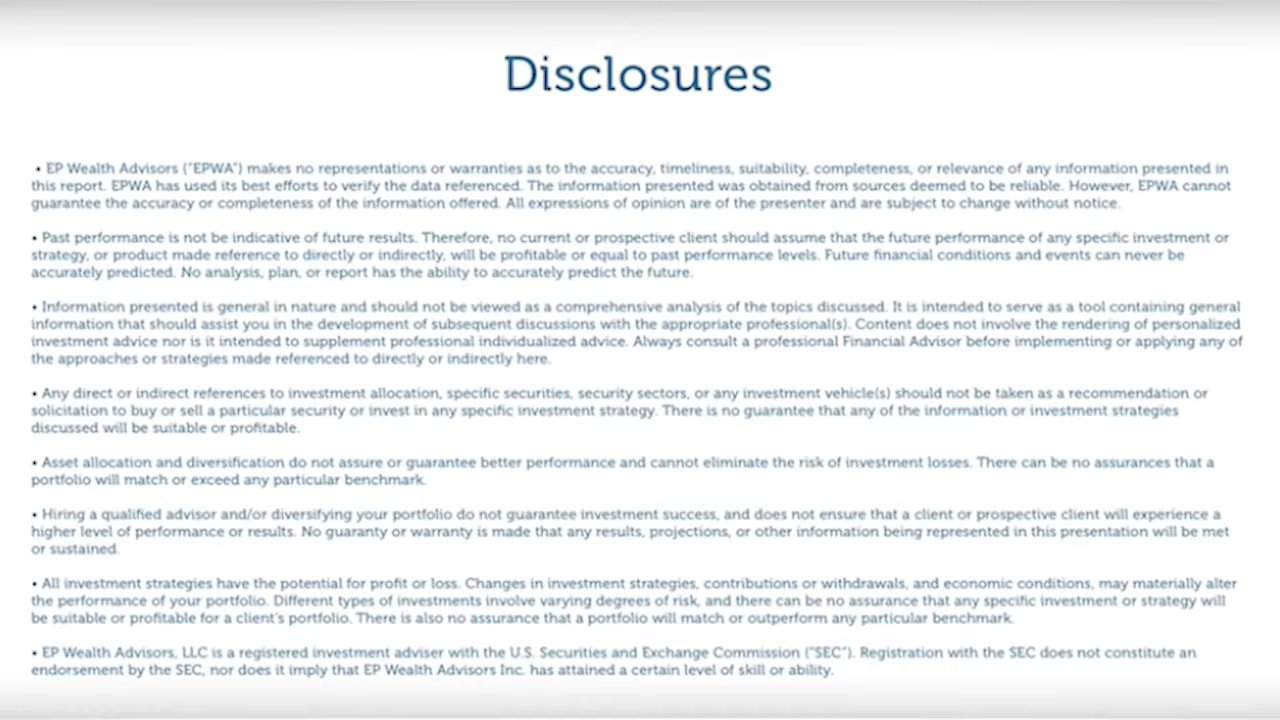 Disclosures
• EP Wealth Advisors ("EPWA") makes no representations or warranties as to the accuracy, timeliness, suitability, completeness, or relevance of any information presented in
this report. EPWA has used its best efforts to verify the data referenced. The information presented was obtained from sources deemed to be reliable. However, EPWA cannot
guarantee the accuracy or completeness of the information offered. All expressions of opinion are of the presenter and are subject to change without notice.
• Past performance is not be indicative of future results. Therefore, no current or prospective client should assume that the future performance of any specific investment or
strategy, or product made reference to directly or indirectly, will be profitable or equal to past performance levels. Future financial conditions and events can never be
accurately predicted. No analysis, plan, or report has the ability to accurately predict the future.
• Information presented is general in nature and should not be viewed as a comprehensive analysis of the topics discussed. It is intended to serve as a tool containing general
information that should assist you in the development of subsequent discussions with the appropriate professional(s). Content does not involve the rendering of personalized
investment advice nor is it intended to supplement professional individualized advice. Always consult a professional Financial Advisor before implementing or applying any of
the approaches or strategies made referenced to directly or indirectly here.
• Any direct or indirect references to investment allocation, specific securities, security sectors, or any investment vehicle(s) should not be taken as a recommendation or
solicitation to buy or sell a particular security or invest in any specific investment strategy. There is no guarantee that any of the information or investment strategies
discussed will be suitable or profitable.
• Asset allocation and diversification do not assure or guarantee better performance and cannot eliminate the risk of investment losses. There can be no assurances that a
portfolio will match or exceed any particular benchmark.
• Hiring a qualified advisor and/or diversifying your portfolio do not guarantee investment success, and does not ensure that a client or prospective client will experience a
higher level of performance or results. No guaranty or warranty is made that any results, projections, or other information being represented in this presentation will be met
or sustained.
• All investment strategies have the potential for profit or loss. Changes in investment strategies, contributions or withdrawals, and economic conditions, may materially alter
the performance of your portfolio. Different types of investments involve varying degrees of risk, and there can be no assurance that any specific investment or strategy will
be suitable or profitable for a client's portfolio. There is also no assurance that a portfolio will match or outperform any particular benchmark.
• EP Wealth Advisors, LLC is a registered investment adviser with the U.S. Securities and Exchange Commission ("SEC"). Registration with the SEC does not constitute an
endorsement by the SEC, nor does it imply that EP Wealth Advisors Inc. has attained a certain level of skill or ability.